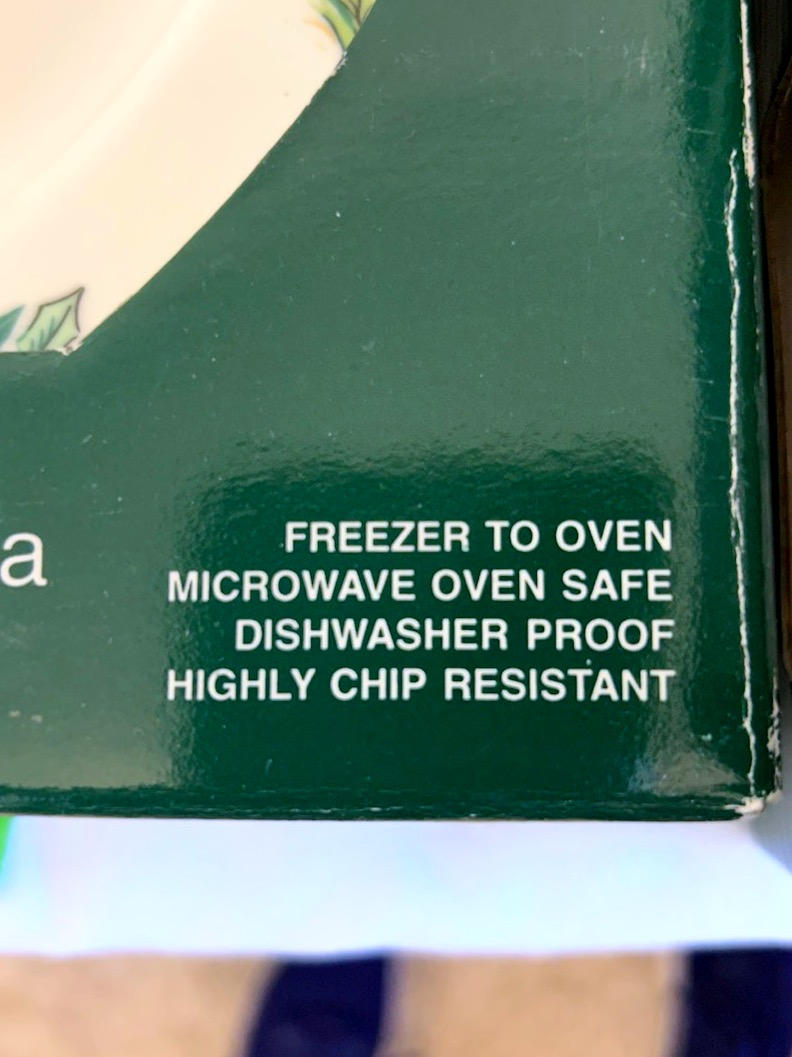 a
FREEZER TO OVEN
MICROWAVE OVEN SAFE
DISHWASHER PROOF
HIGHLY CHIP RESISTANT